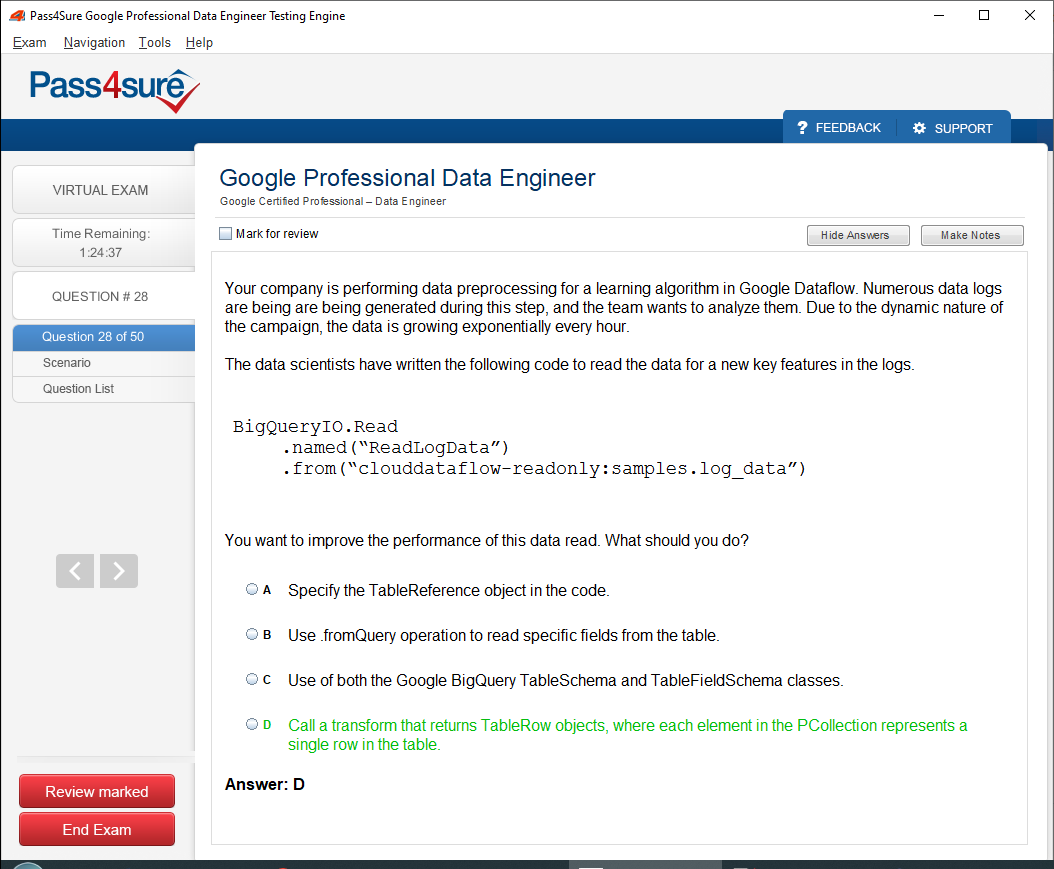 Pass4Sure Google Professional Data Engineer Testing Engine
Exam Navigation Tools Help
Pass4sure
? FEEDBACK SUPPORT
VIRTUAL EXAM
Time Remaining:
1:24:37
QUESTION # 28
Question 28 of 50
Scenario
Question List
Review marked
End Exam
Google Professional Data Engineer
Google Certified Professional – Data Engineer
Mark for review
Hide Answers
Make Notes
Your company is performing data preprocessing for a learning algorithm in Google Dataflow. Numerous data logs
are being are being generated during this step, and the team wants to analyze them. Due to the dynamic nature of
the campaign, the data is growing exponentially every hour.
The data scientists have written the following code to read the data for a new key features in the logs.
BigQueryIO.Read
.named(“ReadLogData”)
.from(“clouddataflow-readonly:samples.log_data”)
You want to improve the performance of this data read. What should you do?
A Specify the TableReference object in the code.
B Use .fromQuery operation to read specific fields from the table.
C Use of both the Google BigQuery TableSchema and TableFieldSchema classes.
D Call a transform that returns TableRow objects, where each element in the PCollection represents a
single row in the table.
Answer: D